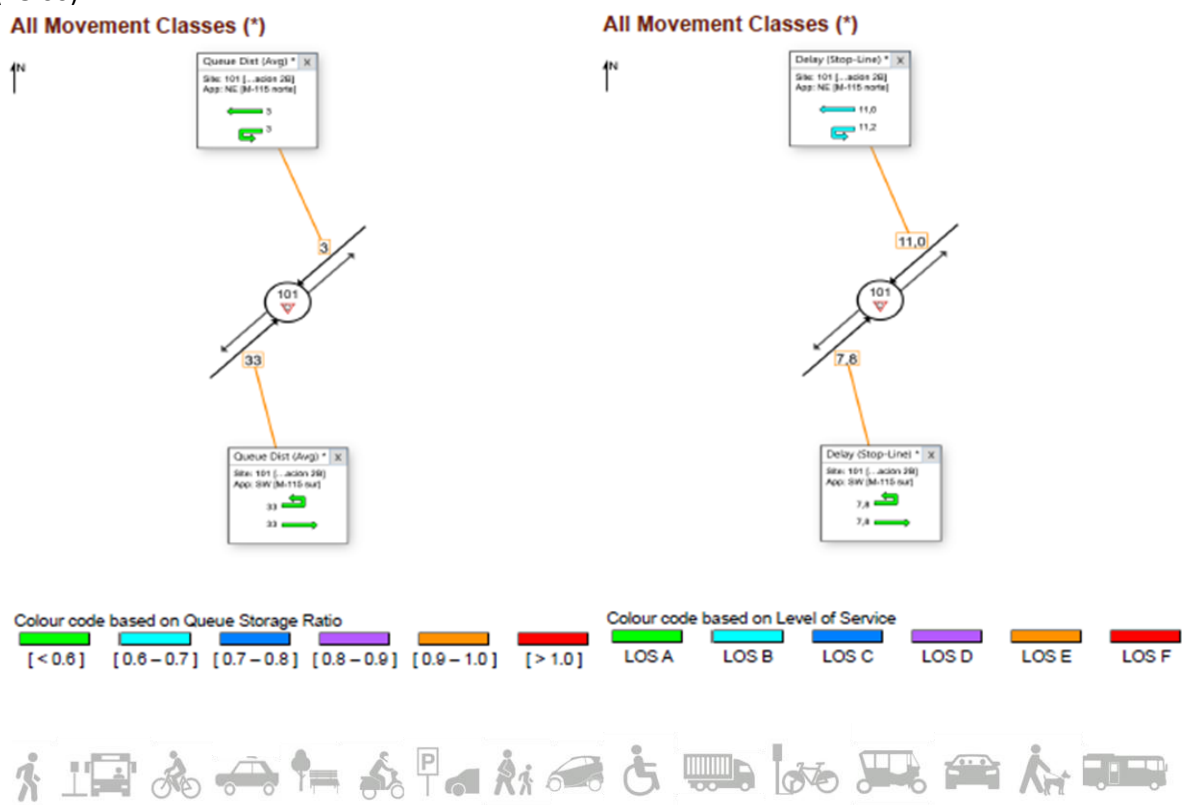 All Movement Classes (*)
N
Queue Dist (Avg) * X
Site: 101 [...acion 2B]
App: NE [M-115 norte]
3
3
3
101
33
Queue Dist (Avg) * X
Site: 101 [...acion 2B]
App: SW [M-115 sur]
33
33
Colour code based on Queue Storage Ratio
[ < 0.6 ] [ 0.6 – 0.7 ] [ 0.7 – 0.8 ] [ 0.8 – 0.9 ] [ 0.9 – 1.0 ] [ > 1.0 ]
All Movement Classes (*)
N
Delay (Stop-Line) * X
Site: 101 [...acion 2B]
App: NE [M-115 norte]
11,0
11,2
11,0
101
7,8
Delay (Stop-Line) * X
Site: 101 [...acion 2B]
App: SW [M-115 sur]
7,8
7,8
Colour code based on Level of Service
LOS A LOS B LOS C LOS D LOS E LOS F
P